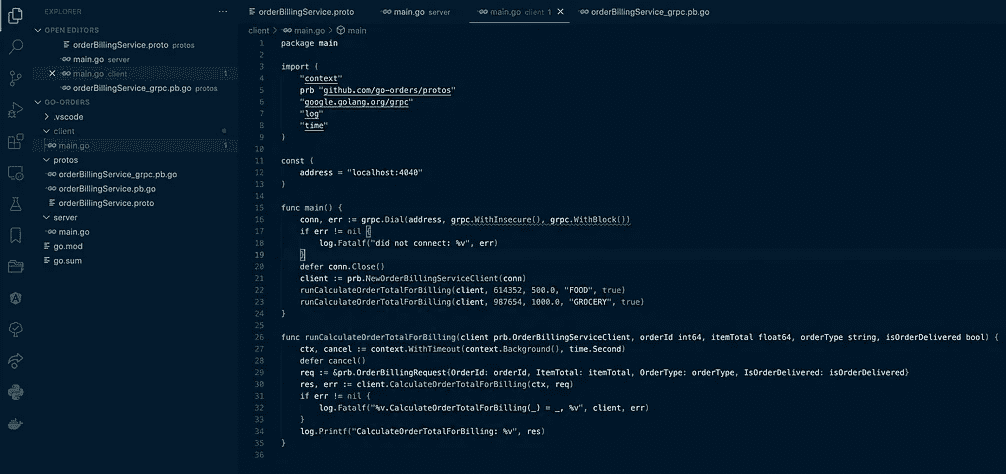 EXPLORER
OPEN EDITORS
orderBillingService.proto protos
main.go server
main.go client 1
orderBillingService_grpc.pb.go protos
GO-ORDERS
.vscode
client
main.go 1
protos
orderBillingService_grpc.pb.go
orderBillingService.pb.go
orderBillingService.proto
server
main.go
go.mod
go.sum
orderBillingService.proto main.go server main.go client 1 orderBillingService_grpc.pb.go
client > main.go > main
1 package main
2
3 import (
4 "context"
5 prb "github.com/go-orders/protos"
6 "google.golang.org/grpc"
7 "log"
8 "time"
9 )
10
11 const (
12 address = "localhost:4040"
13 )
14
15 func main() {
16 conn, err := grpc.Dial(address, grpc.WithInsecure(), grpc.WithBlock())
17 if err != nil {
18 log.Fatalf("did not connect: %v", err)
19 }
20 defer conn.Close()
21 client := prb.NewOrderBillingServiceClient(conn)
22 runCalculateOrderTotalForBilling(client, 614352, 500.0, "FOOD", true)
23 runCalculateOrderTotalForBilling(client, 987654, 1000.0, "GROCERY", true)
24 }
25
26 func runCalculateOrderTotalForBilling(client prb.OrderBillingServiceClient, orderId int64, itemTotal float64, orderType string, isOrderDelivered bool) {
27 ctx, cancel := context.WithTimeout(context.Background(), time.Second)
28 defer cancel()
29 req := &prb.OrderBillingRequest{OrderId: orderId, ItemTotal: itemTotal, OrderType: orderType, IsOrderDelivered: isOrderDelivered}
30 res, err := client.CalculateOrderTotalForBilling(ctx, req)
31 if err != nil {
32 log.Fatalf("%v.CalculateOrderTotalForBilling(_) = _, %v", client, err)
33 }
34 log.Printf("CalculateOrderTotalForBilling: %v", res)
35 }
36